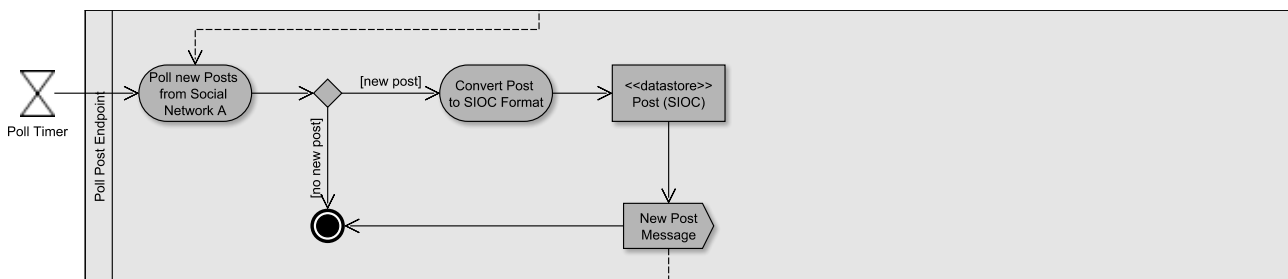 Poll Timer
Poll Post Endpoint
Poll new Posts
from Social
Network A
[new post]
[no new post]
Convert Post
to SIOC Format
<<datastore>>
Post (SIOC)
New Post
Message